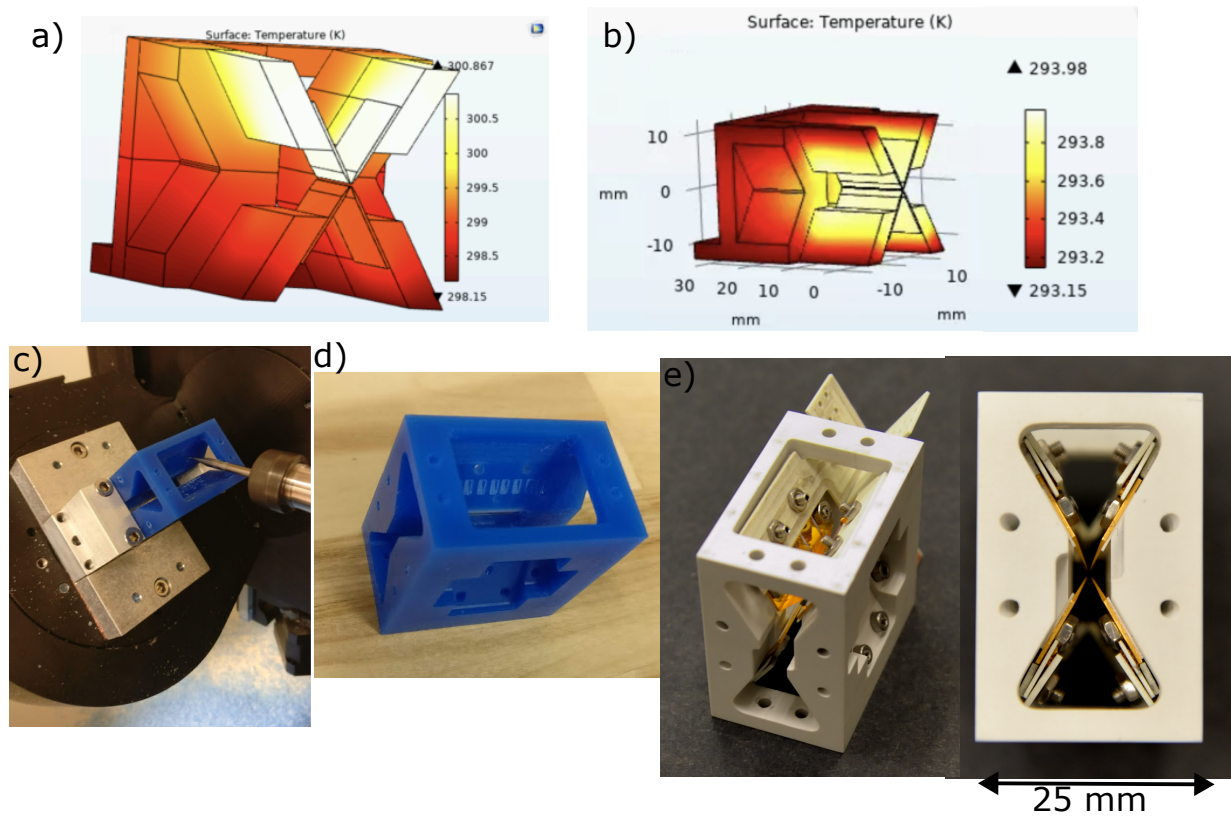 a)
Surface: Temperature (K)
▲ 300.867
300.5
300
299.5
299
298.5
▼ 298.15
b)
Surface: Temperature (K)
▲ 293.98
293.8
293.6
293.4
293.2
▼ 293.15
10
mm
0
-10
30
20
10
0
mm
-10
10
mm
c)
d)
e)
25 mm